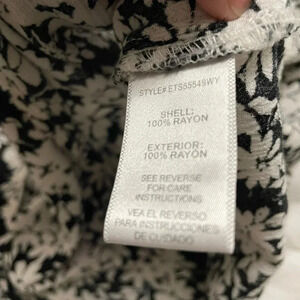 STYLE# ETS55549WY
SHELL:
100% RAYON
EXTERIOR:
100% RAYON
SEE REVERSE
FOR CARE
INSTRUCTIONS
VEA EL REVERSO
PARA INSTRUCCIONES
DE CUIDADO